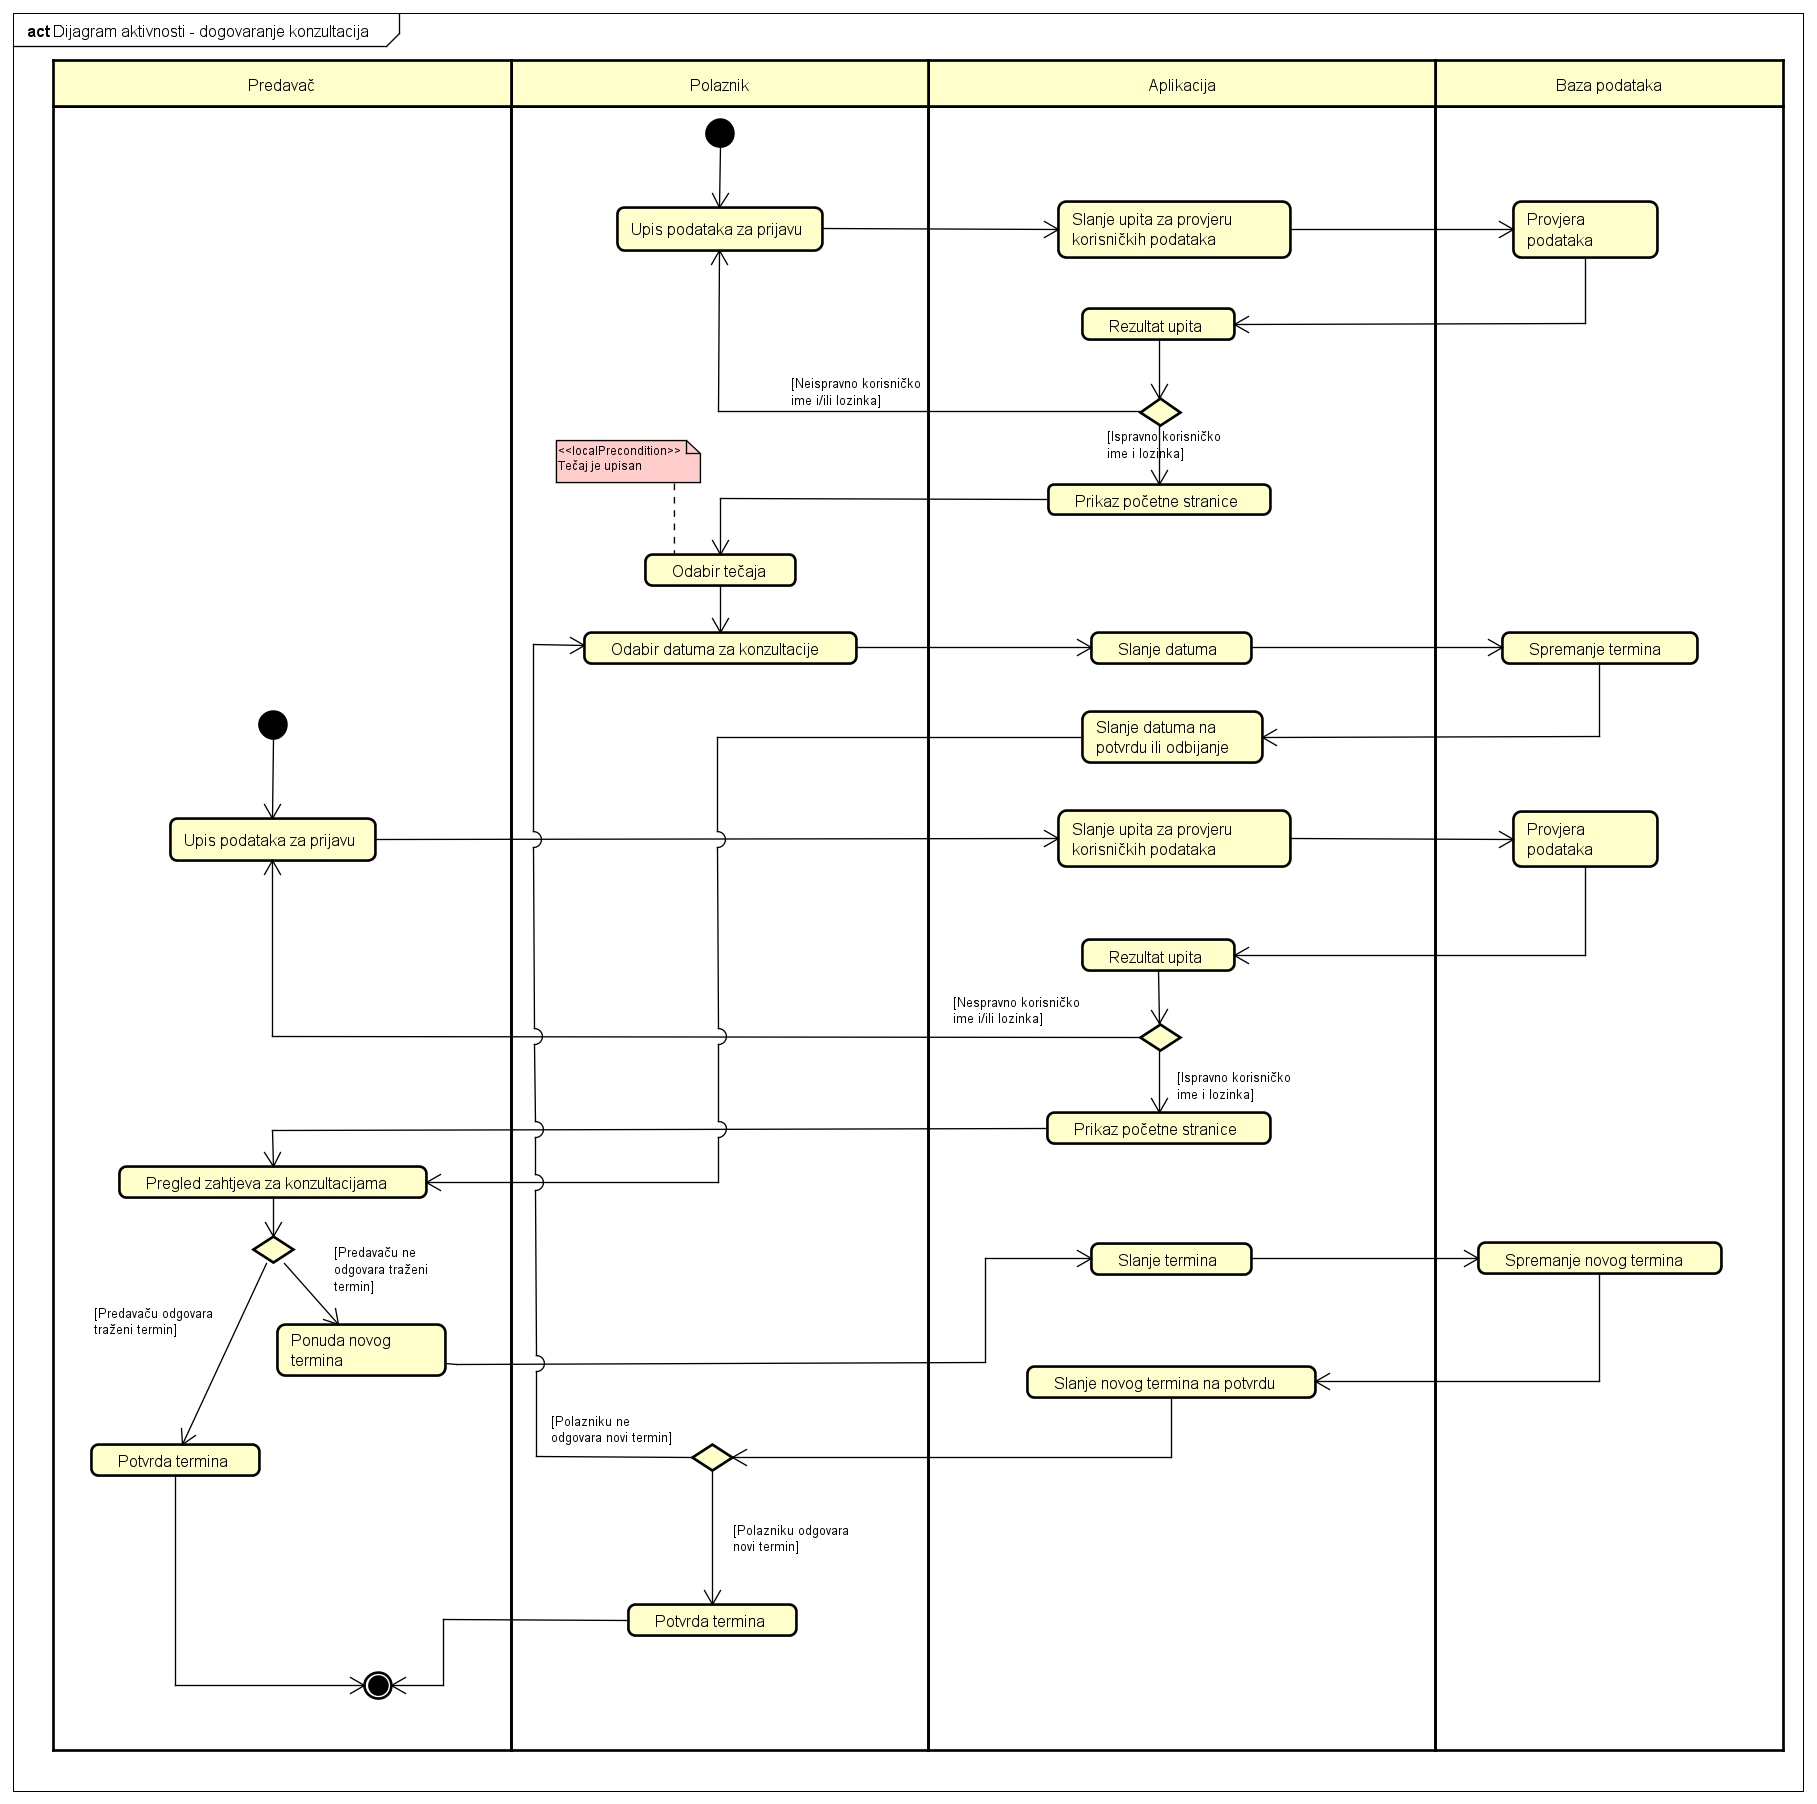 act Dijagram aktivnosti - dogovaranje konzultacija
Predavač
Polaznik
Aplikacija
Baza podataka
Upis podataka za prijavu
Slanje upita za provjeru
korisničkih podataka
Provjera
podataka
Rezultat upita
[Neispravno korisničko
ime i/ili lozinka]
[Ispravno korisničko
ime i lozinka]
<<localPrecondition>>
Tečaj je upisan
Prikaz početne stranice
Odabir tečaja
Odabir datuma za konzultacije
Slanje datuma
Spremanje termina
Slanje datuma na
potvrdu ili odbijanje
Upis podataka za prijavu
Slanje upita za provjeru
korisničkih podataka
Provjera
podataka
Rezultat upita
[Nespravno korisničko
ime i/ili lozinka]
[Ispravno korisničko
ime i lozinka]
Prikaz početne stranice
Pregled zahtjeva za konzultacijama
[Predavaču ne
odgovara traženi
termin]
Slanje termina
Spremanje novog termina
[Predavaču odgovara
traženi termin]
Ponuda novog
termina
Slanje novog termina na potvrdu
[Polazniku ne
odgovara novi termin]
Potvrda termina
[Polazniku odgovara
novi termin]
Potvrda termina